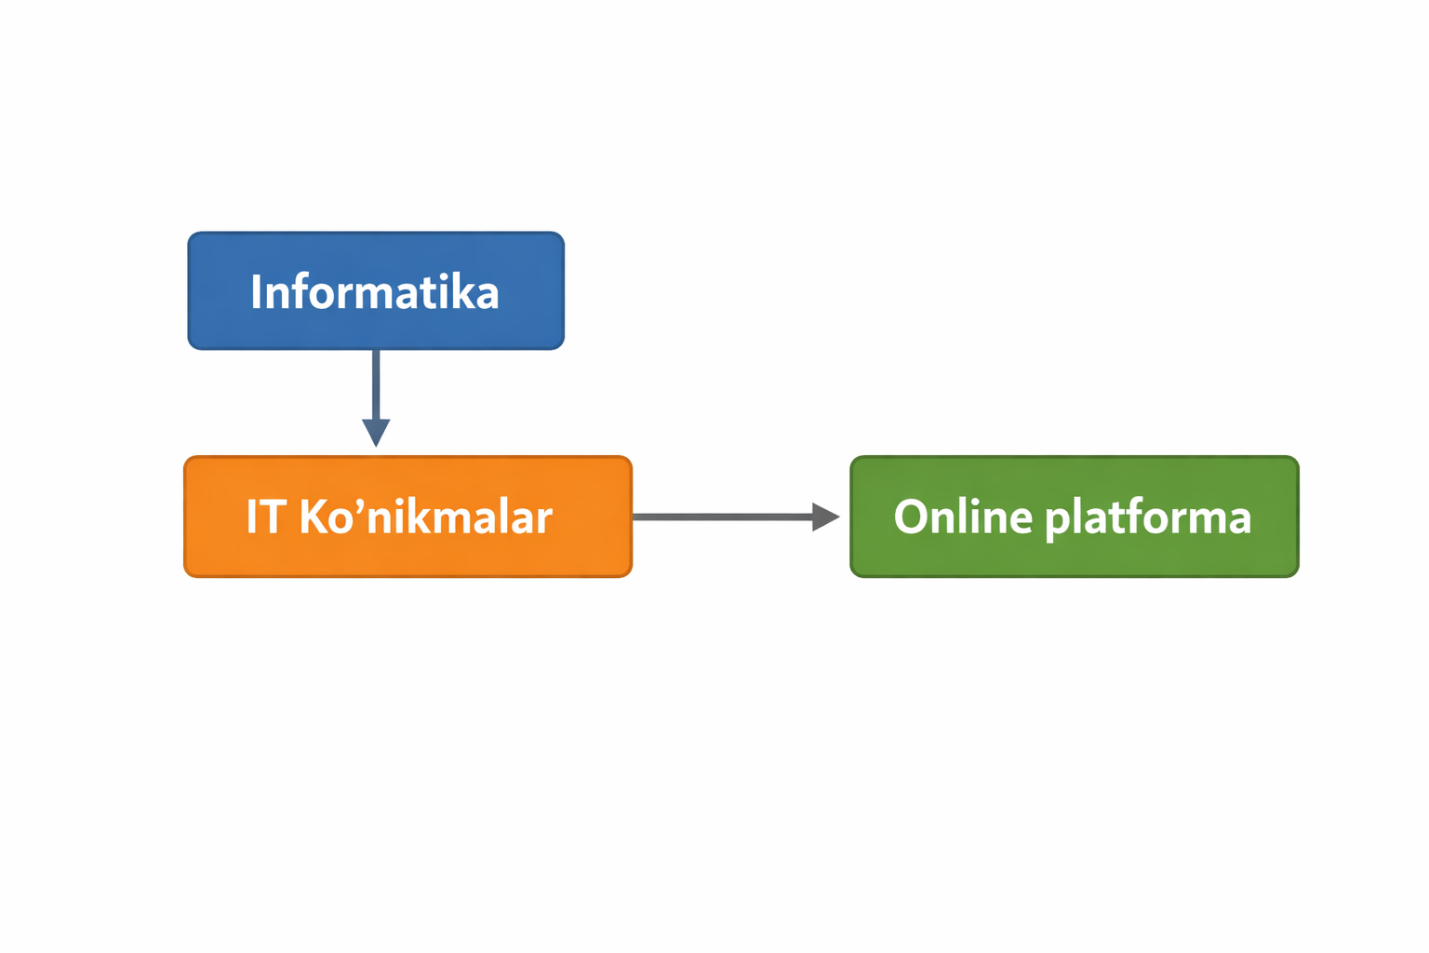 Informatika
IT Ko’nikmalar
Online platforma